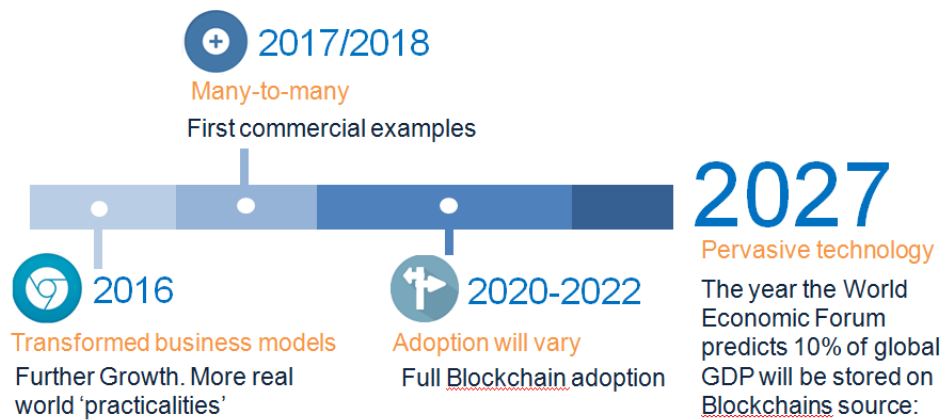 2017/2018
Many-to-many
First commercial examples
2016
Transformed business models
Further Growth. More real
world ‘practicalities’
2020-2022
Adoption will vary
Full Blockchain adoption
2027
Pervasive technology
The year the World
Economic Forum
predicts 10% of global
GDP will be stored on
Blockchains source: